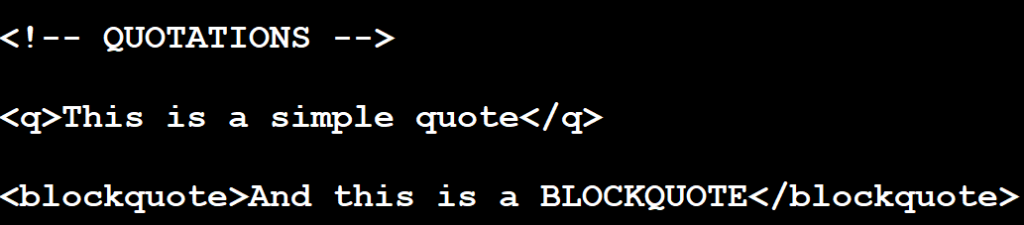 <!-- QUOTATIONS -->
<q>This is a simple quote</q>
<blockquote>And this is a BLOCKQUOTE</blockquote>